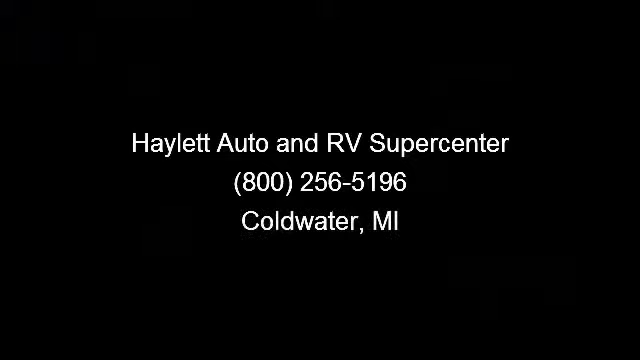 Haylett Auto and RV Supercenter
(800) 256-5196
Coldwater, MI